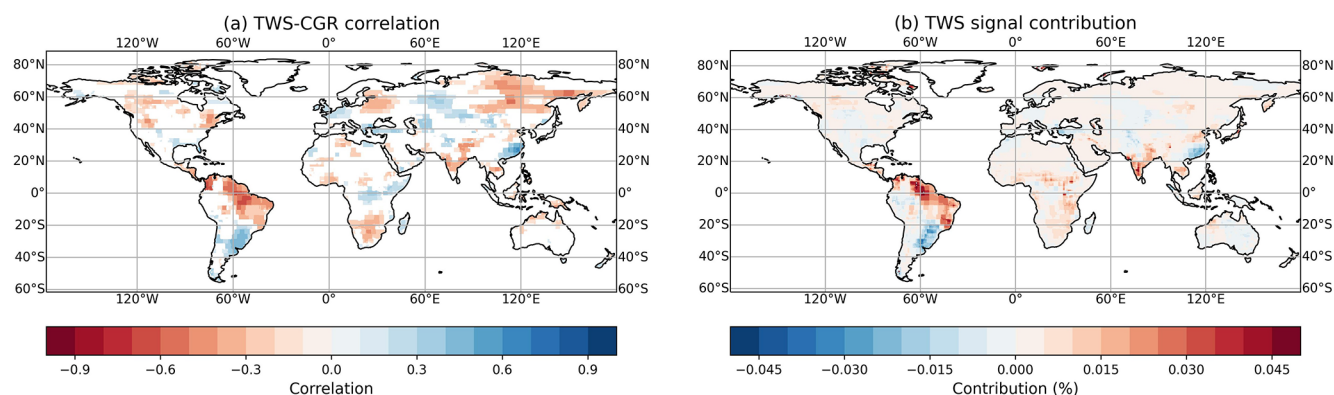 (a) TWS-CGR correlation
120°W 60°W 0° 60°E 120°E
80°N 80°N
60°N 60°N
40°N 40°N
20°N 20°N
0° 0°
20°S 20°S
40°S 40°S
60°S 60°S
120°W 60°W 0° 60°E 120°E
−0.9 −0.6 −0.3 0.0 0.3 0.6 0.9
Correlation
(b) TWS signal contribution
120°W 60°W 0° 60°E 120°E
80°N 80°N
60°N 60°N
40°N 40°N
20°N 20°N
0° 0°
20°S 20°S
40°S 40°S
60°S 60°S
120°W 60°W 0° 60°E 120°E
−0.045 −0.030 −0.015 0.000 0.015 0.030 0.045
Contribution (%)